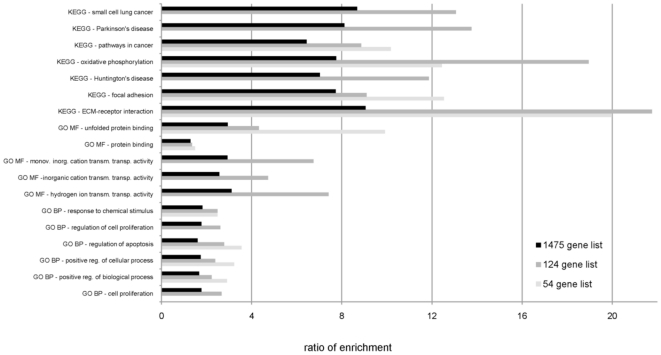 KEGG - small cell lung cancer
KEGG - Parkinson's disease
KEGG - pathways in cancer
KEGG - oxidative phosphorylation
KEGG - Huntington's disease
KEGG - focal adhesion
KEGG - ECM-receptor interaction
GO MF - unfolded protein binding
GO MF - protein binding
GO MF - monov. inorg. cation transm. transp. activity
GO MF -inorganic cation transm. transp. activity
GO MF - hydrogen ion transm. transp. activity
GO BP - response to chemical stimulus
GO BP - regulation of cell proliferation
GO BP - regulation of apoptosis
GO BP - positive reg. of cellular process
GO BP - positive reg. of biological process
GO BP - cell proliferation
1475 gene list
124 gene list
54 gene list
0 4 8 12 16 20
ratio of enrichment